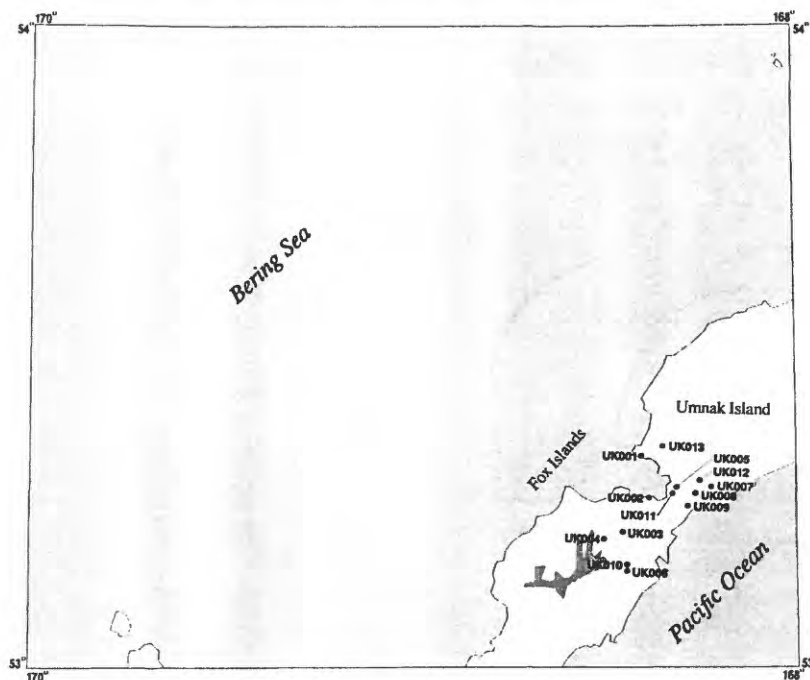 170°
168°
54°
54°
Bering Sea
Umnak Island
Fox Islands
UK013
UK005
UK001
UK012
UK007
UK002
UK008
UK011
UK009
UK003
UK004
UK010
UK006
Pacific Ocean
53°
170°
168°